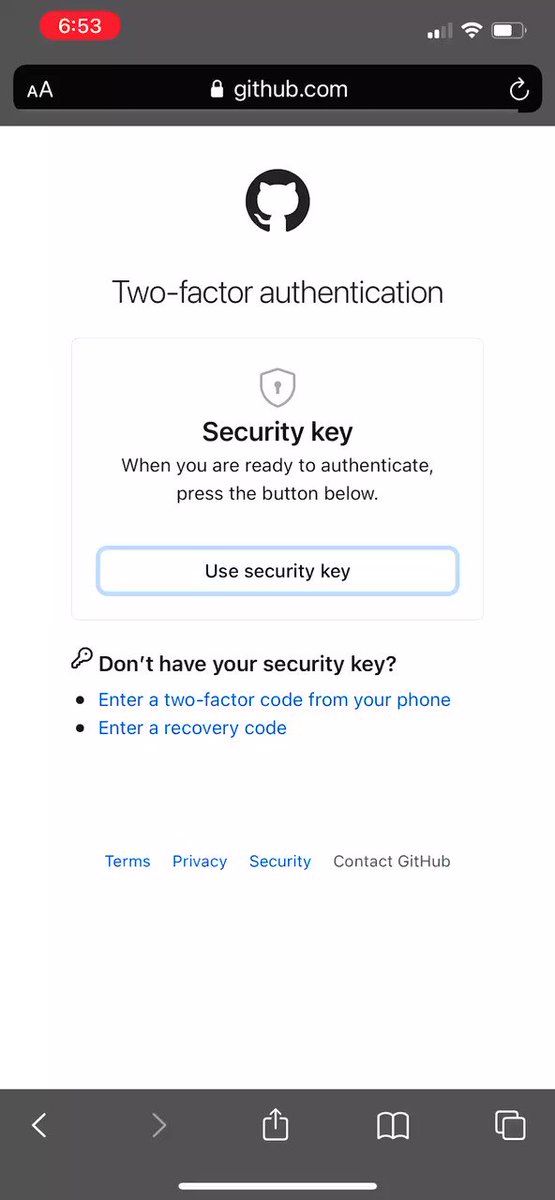 6:53
AA
github.com
Two-factor authentication
Security key
When you are ready to authenticate,
press the button below.
Use security key
Don’t have your security key?
Enter a two-factor code from your phone
Enter a recovery code
Terms Privacy Security Contact GitHub